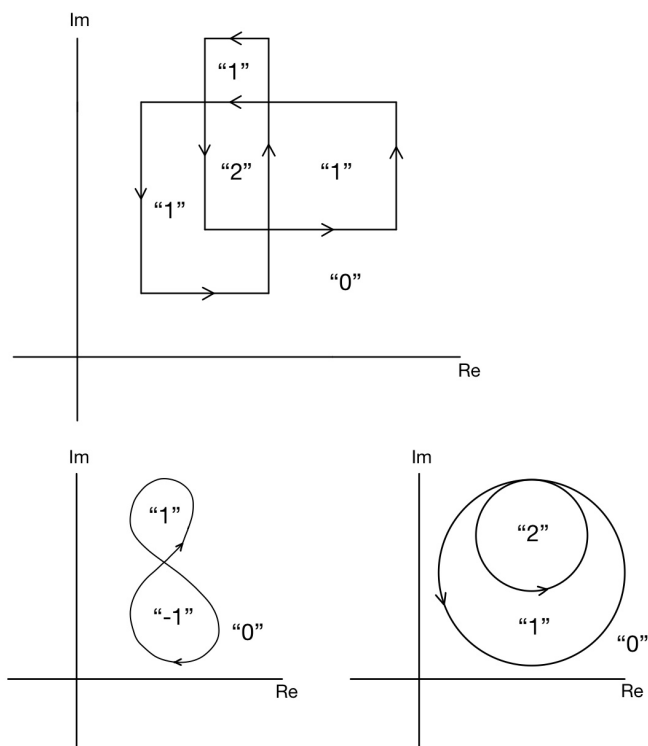 Im
“1”
“2” “1”
“1”
“0”
Re
Im
“1”
“-1”
“0”
Re
Im
“2”
“1”
“0”
Re